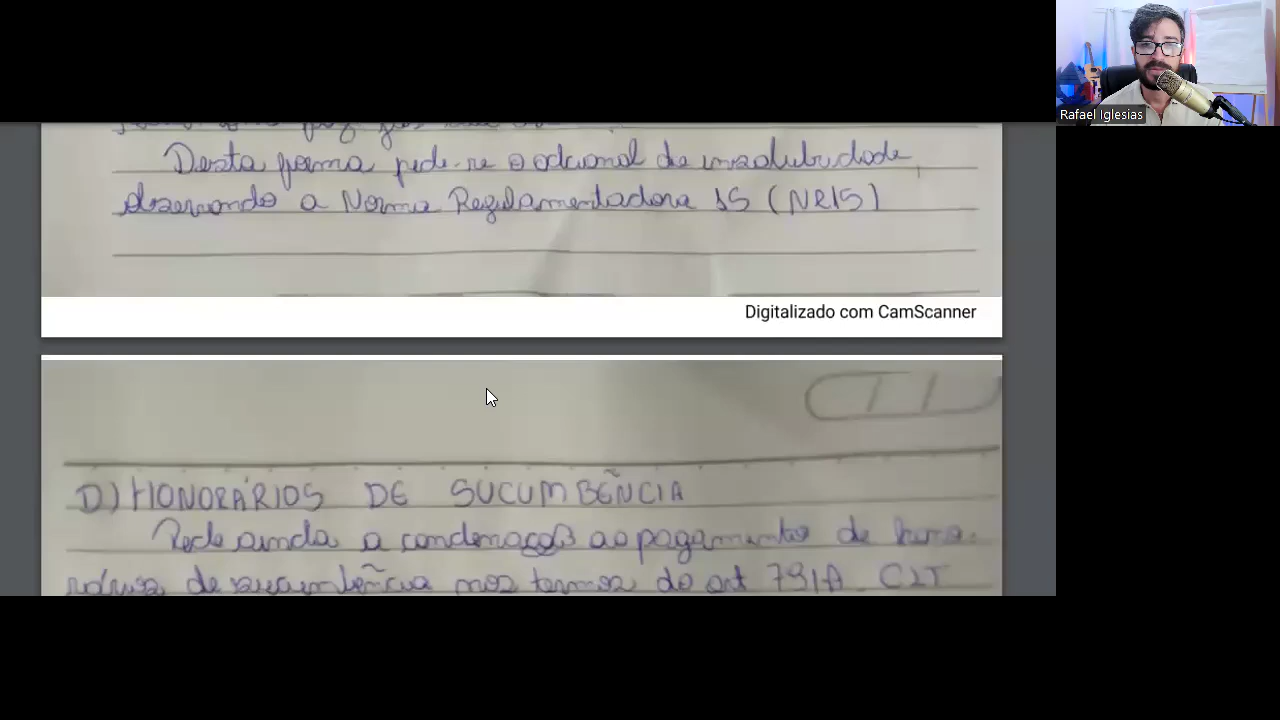 Rafael Iglesias
Desta forma pede-se o adicional de insalubridade,
observando a Norma Regulamentadora 15 (NR15)
Digitalizado com CamScanner
D) HONORÁRIOS DE SUCUMBÊNCIA
Pede ainda a condenação ao pagamento de hono-
rários de sucumbência nos termos do art 791A CLT